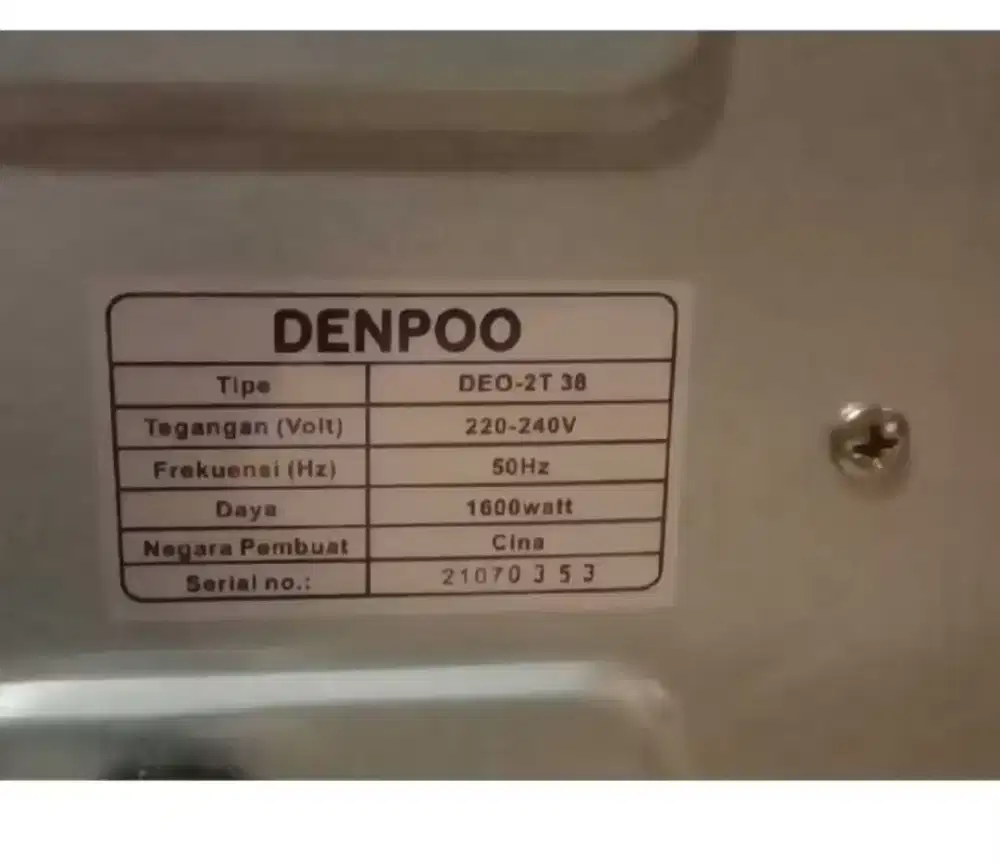 DENPOO
Tipe DEO-2T 38
Tegangan (Volt) 220-240V
Frekuensi (Hz) 50Hz
Daya 1600watt
Negara Pembuat Cina
Serial no.: 21070 3 5 3